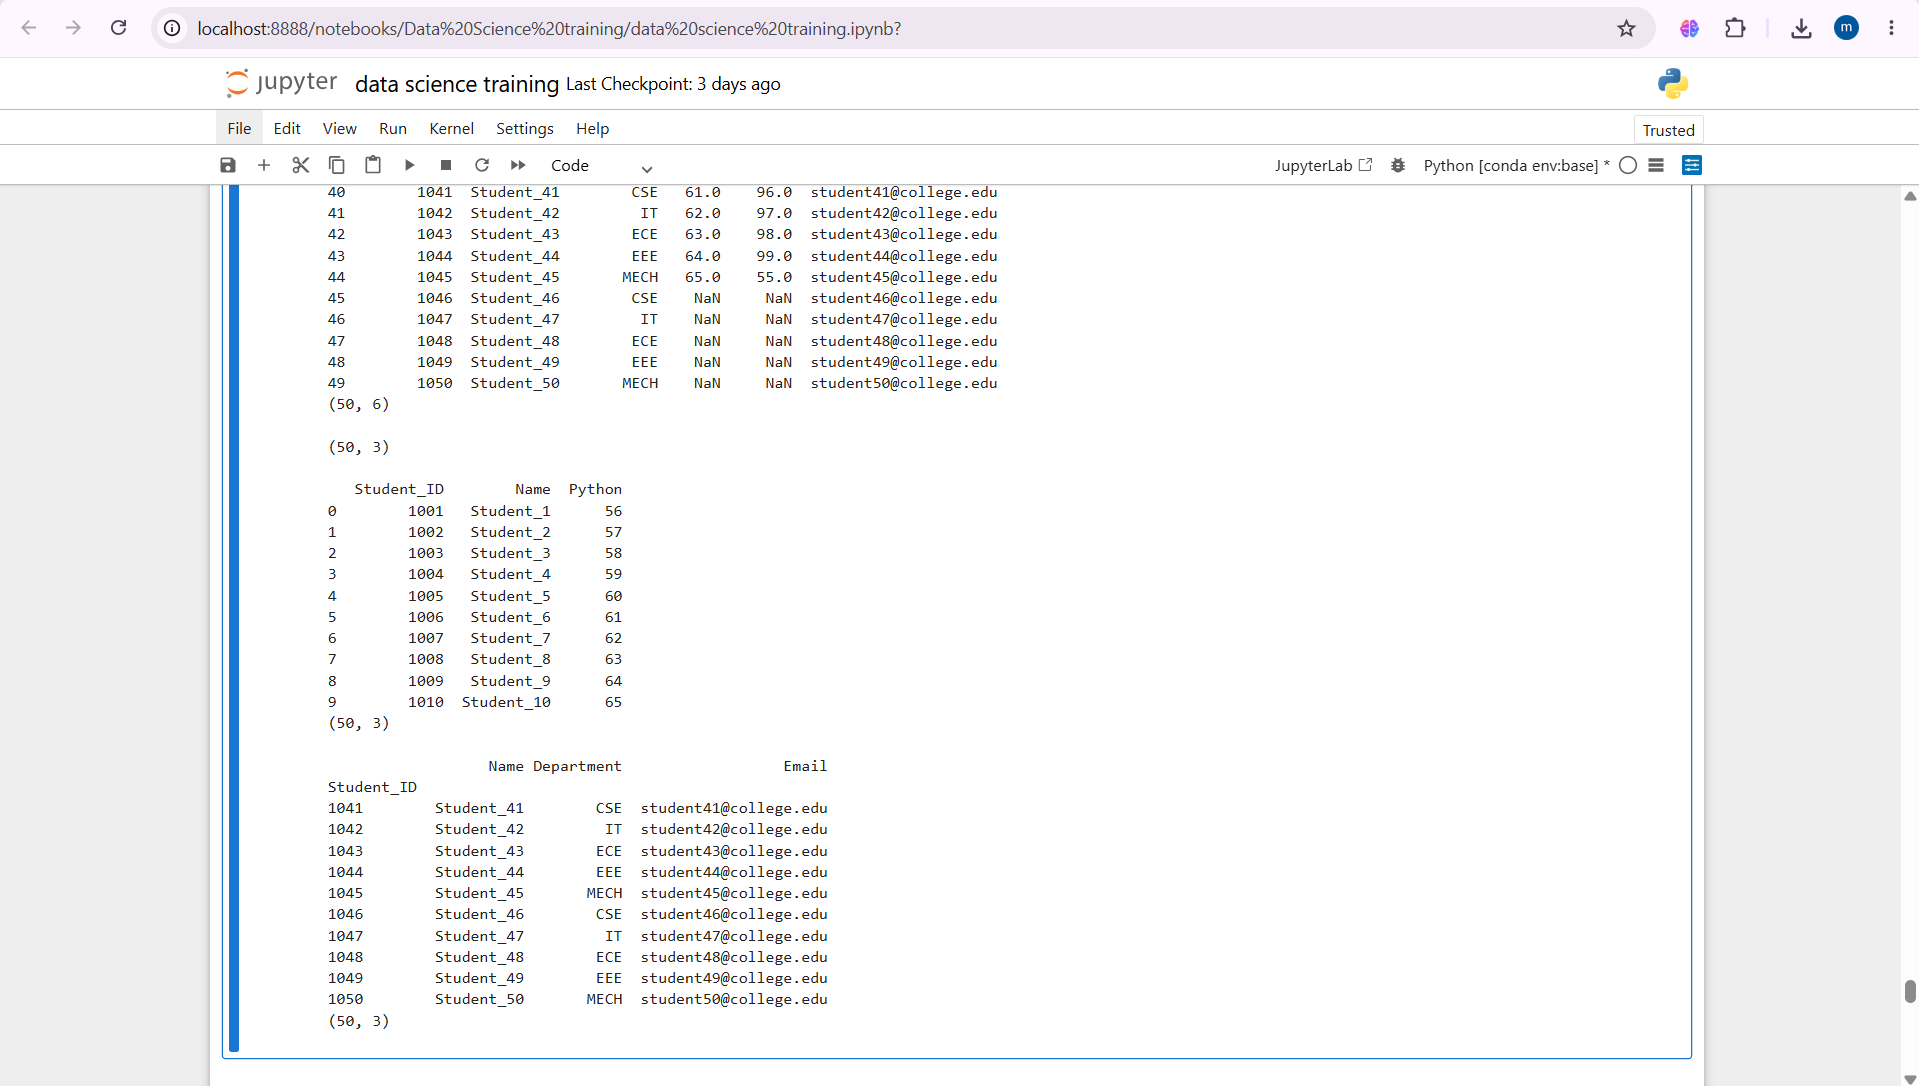 localhost:8888/notebooks/Data%20Science%20training/data%20science%20training.ipynb?
m
jupyter data science training Last Checkpoint: 3 days ago
File Edit View Run Kernel Settings Help
Trusted
Code
JupyterLab Python [conda env:base] *
40 1041 Student_41 CSE 61.0 96.0 student41@college.edu
41 1042 Student_42 IT 62.0 97.0 student42@college.edu
42 1043 Student_43 ECE 63.0 98.0 student43@college.edu
43 1044 Student_44 EEE 64.0 99.0 student44@college.edu
44 1045 Student_45 MECH 65.0 55.0 student45@college.edu
45 1046 Student_46 CSE NaN NaN student46@college.edu
46 1047 Student_47 IT NaN NaN student47@college.edu
47 1048 Student_48 ECE NaN NaN student48@college.edu
48 1049 Student_49 EEE NaN NaN student49@college.edu
49 1050 Student_50 MECH NaN NaN student50@college.edu
(50, 6)
(50, 3)
Student_ID Name Python
0 1001 Student_1 56
1 1002 Student_2 57
2 1003 Student_3 58
3 1004 Student_4 59
4 1005 Student_5 60
5 1006 Student_6 61
6 1007 Student_7 62
7 1008 Student_8 63
8 1009 Student_9 64
9 1010 Student_10 65
(50, 3)
Name Department Email
Student_ID
1041 Student_41 CSE student41@college.edu
1042 Student_42 IT student42@college.edu
1043 Student_43 ECE student43@college.edu
1044 Student_44 EEE student44@college.edu
1045 Student_45 MECH student45@college.edu
1046 Student_46 CSE student46@college.edu
1047 Student_47 IT student47@college.edu
1048 Student_48 ECE student48@college.edu
1049 Student_49 EEE student49@college.edu
1050 Student_50 MECH student50@college.edu
(50, 3)